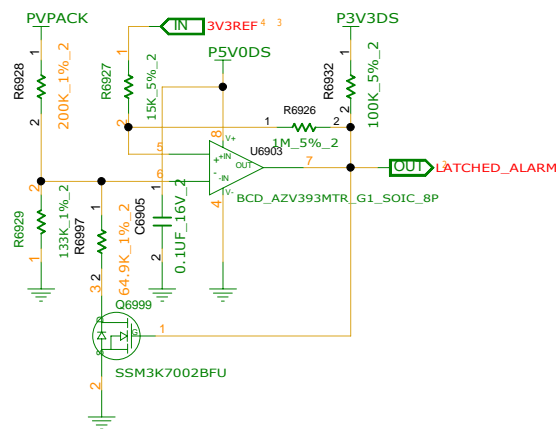 PVPACK
IN
3V3REF
4
3
P3V3DS
P5V0DS
1
R6928
200K_1%_2
2
1
R6927
15K_5%_2
2
1
R6932
100K_5%_2
2
R6926
1
2
1M_5%_2
8
V+
U6903
5
+
+IN
OUT
7
OUT
LATCHED_ALARM
6
-
-IN
V-
4
BCD_AZV393MTR_G1_SOIC_8P
2
R6929
133K_1%_2
1
1
R6997
64.9K_1%_2
2
1
C6905
0.1UF_16V_2
2
3
Q6999
D
G
S
1
SSM3K7002BFU
2